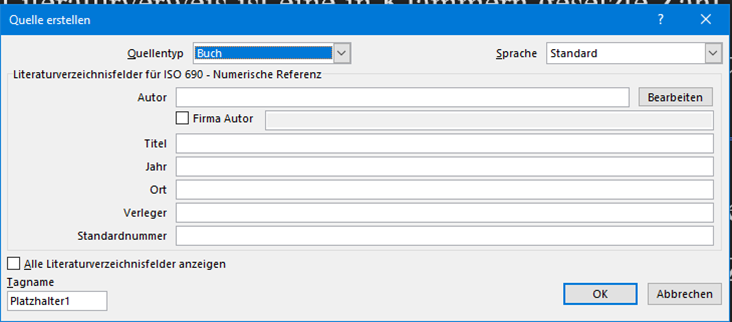 Quelle erstellen
Quellentyp Buch Sprache Standard
Literaturverzeichnisfelder für ISO 690 - Numerische Referenz
Autor Bearbeiten
Firma Autor
Titel
Jahr
Ort
Verleger
Standardnummer
Alle Literaturverzeichnisfelder anzeigen
Tagname
Platzhalter1 OK Abbrechen